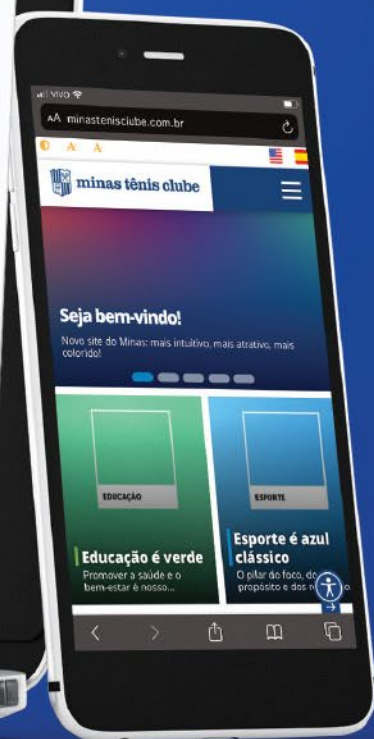 VIVO
AA minastenisclube.com.br
A A
minas tênis clube
Seja bem-vindo!
Novo site do Minas: mais intuitivo, mais atrativo, mais
colorido!
EDUCAÇÃO
ESPORTE
Educação é verde
Promover a saúde e o
bem-estar é nosso...
Esporte é azul
clássico
O pilar do foco, do
propósito e dos